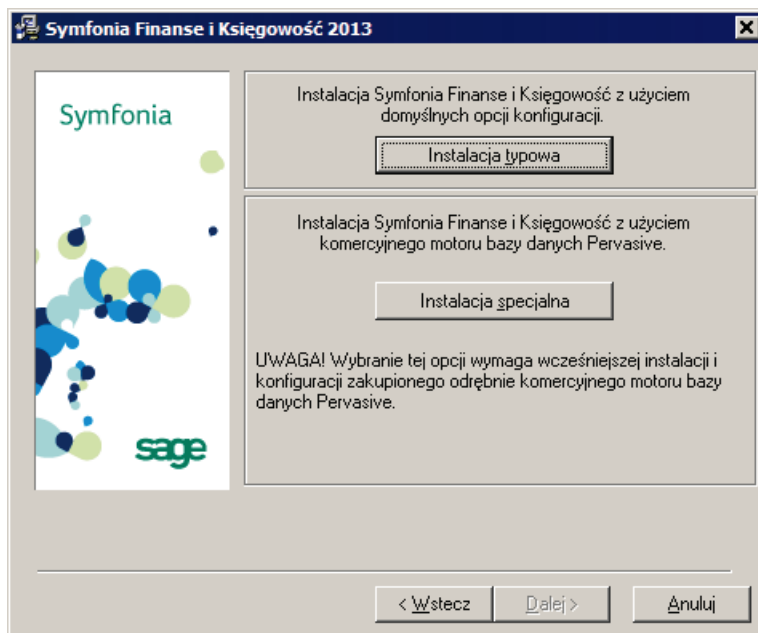 Symfonia Finanse i Księgowość 2013
Symfonia
sage
Instalacja Symfonia Finanse i Księgowość z użyciem
domyślnych opcji konfiguracji.
Instalacja typowa
Instalacja Symfonia Finanse i Księgowość z użyciem
komercyjnego motoru bazy danych Pervasive.
Instalacja specjalna
UWAGA! Wybranie tej opcji wymaga wcześniejszej instalacji i
konfiguracji zakupionego odrębnie komercyjnego motoru bazy
danych Pervasive.
< Wstecz
Dalej >
Anuluj